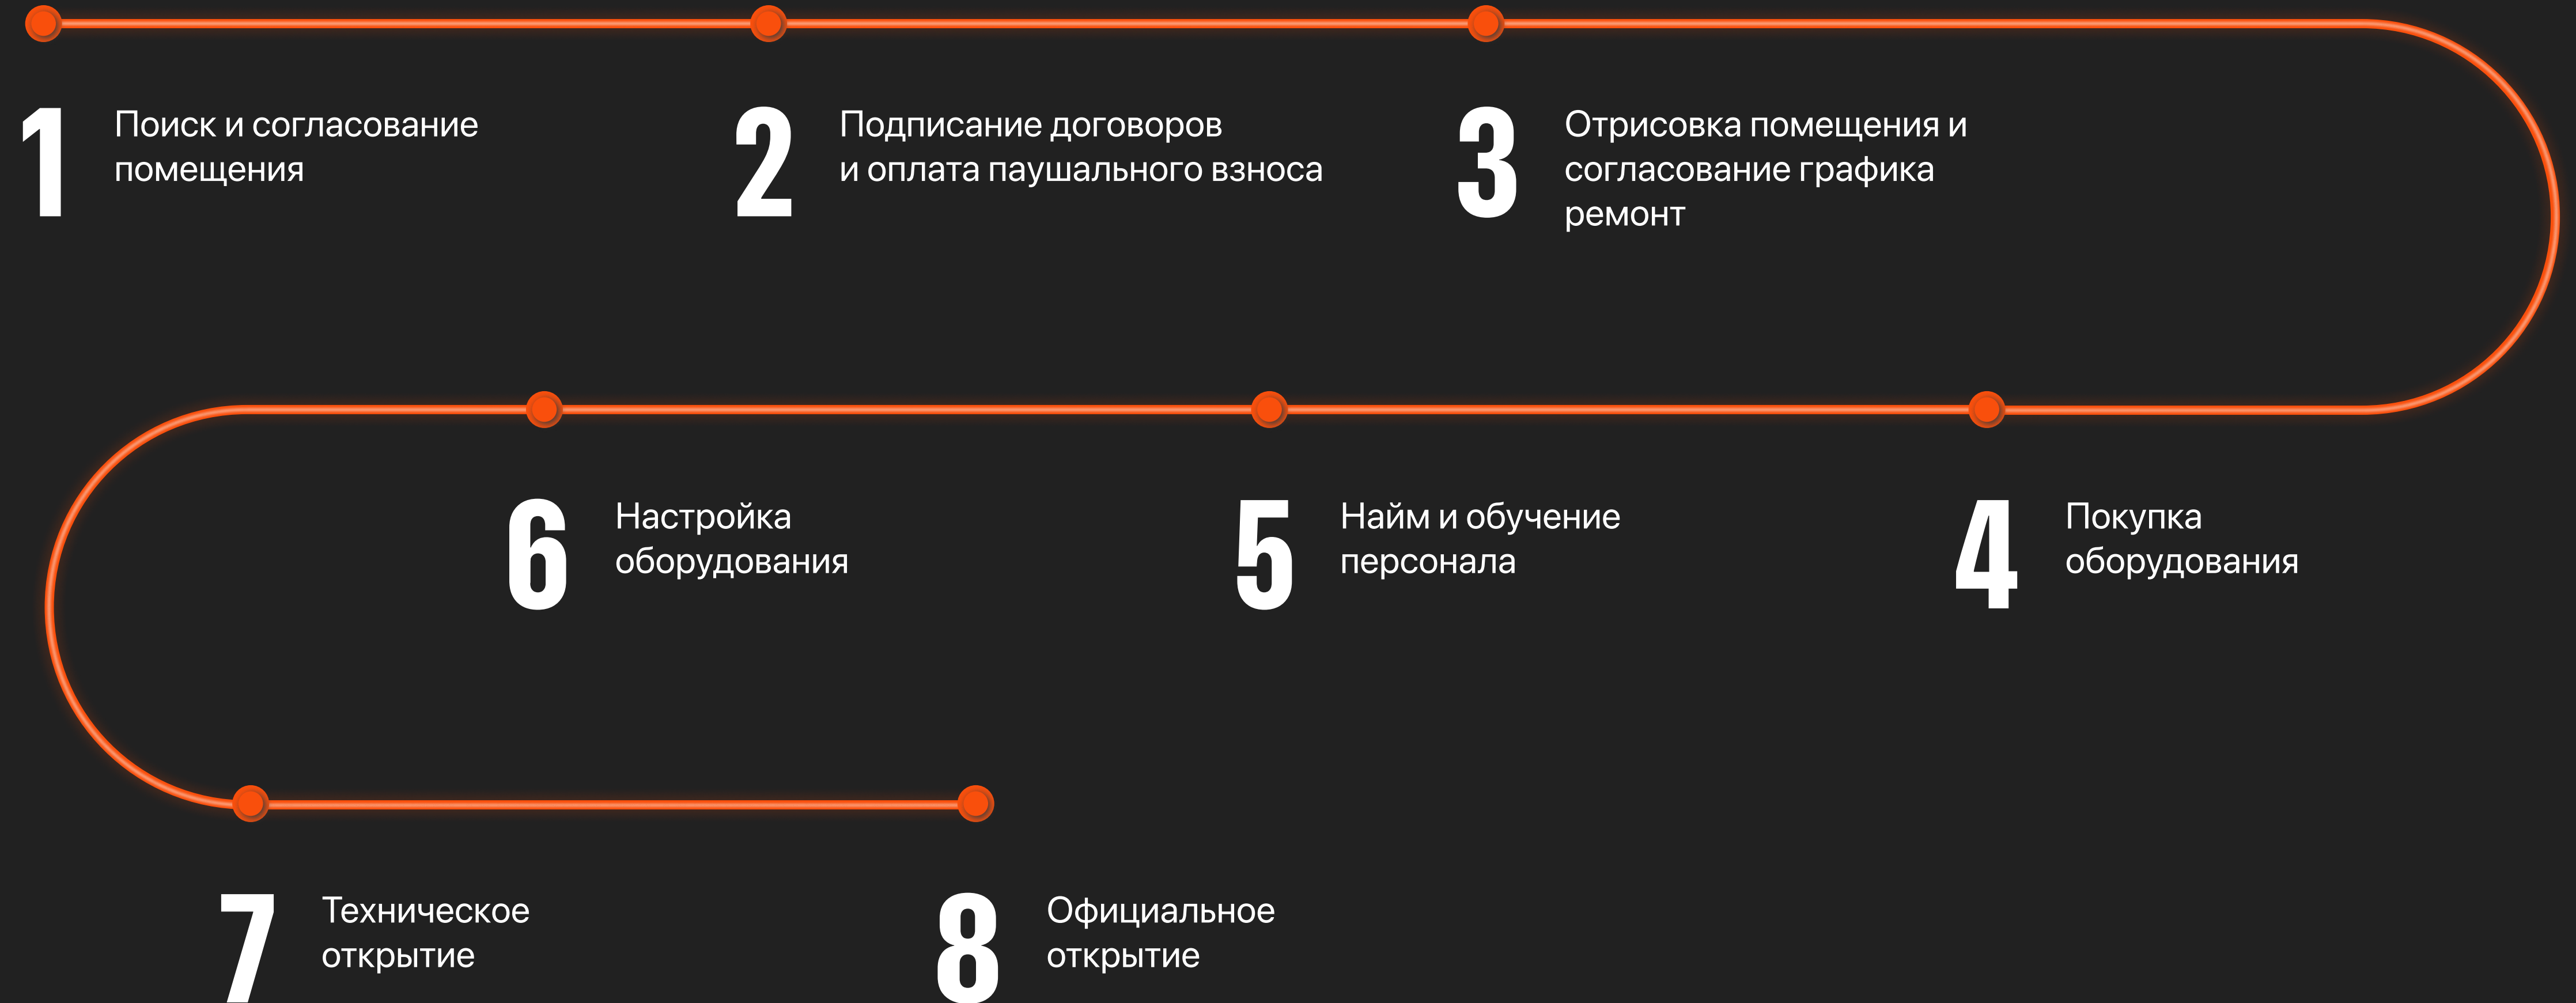 1
Поиск и согласование
помещения
2
Подписание договоров
и оплата паушального взноса
3
Отрисовка помещения и
согласование графика
ремонт
4
Покупка
оборудования
5
Найм и обучение
персонала
6
Настройка
оборудования
7
Техническое
открытие
8
Официальное
открытие